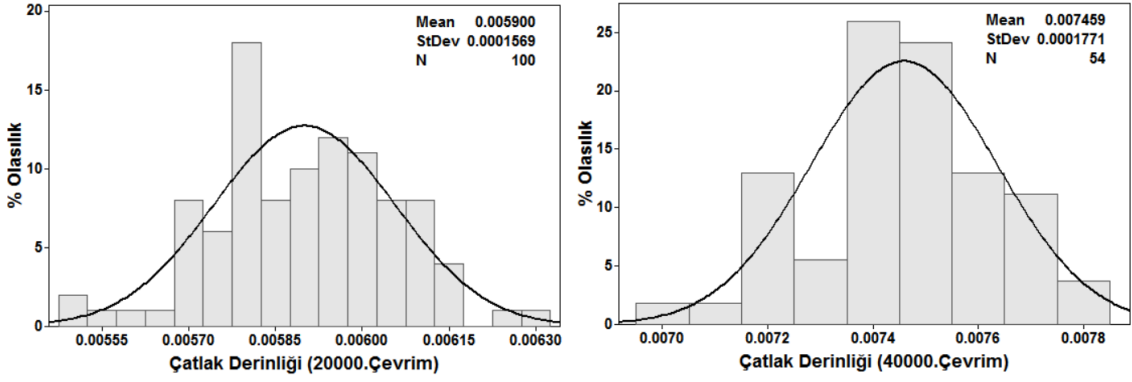 20
15
10
5
0
% Olasılık
Mean 0.005900
StDev 0.0001569
N 100
0.00555 0.00570 0.00585 0.00600 0.00615 0.00630
Çatlak Derinliği (20000.Çevrim)
25
20
15
10
5
0
% Olasılık
Mean 0.007459
StDev 0.0001771
N 54
0.0070 0.0072 0.0074 0.0076 0.0078
Çatlak Derinliği (40000.Çevrim)